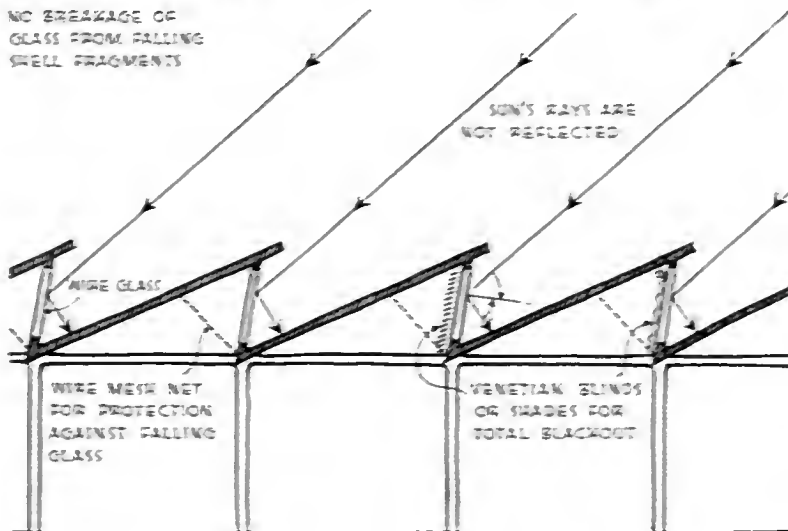 NO BREAKAGE OF
GLASS FROM FALLING
SHELL FRAGMENTS
SUN'S RAYS ARE
NOT REFLECTED
WIRE GLASS
WIRE MESH NET
FOR PROTECTION
AGAINST FALLING
GLASS
VENETIAN BLINDS
OR SHADES FOR
TOTAL BLACKOUT